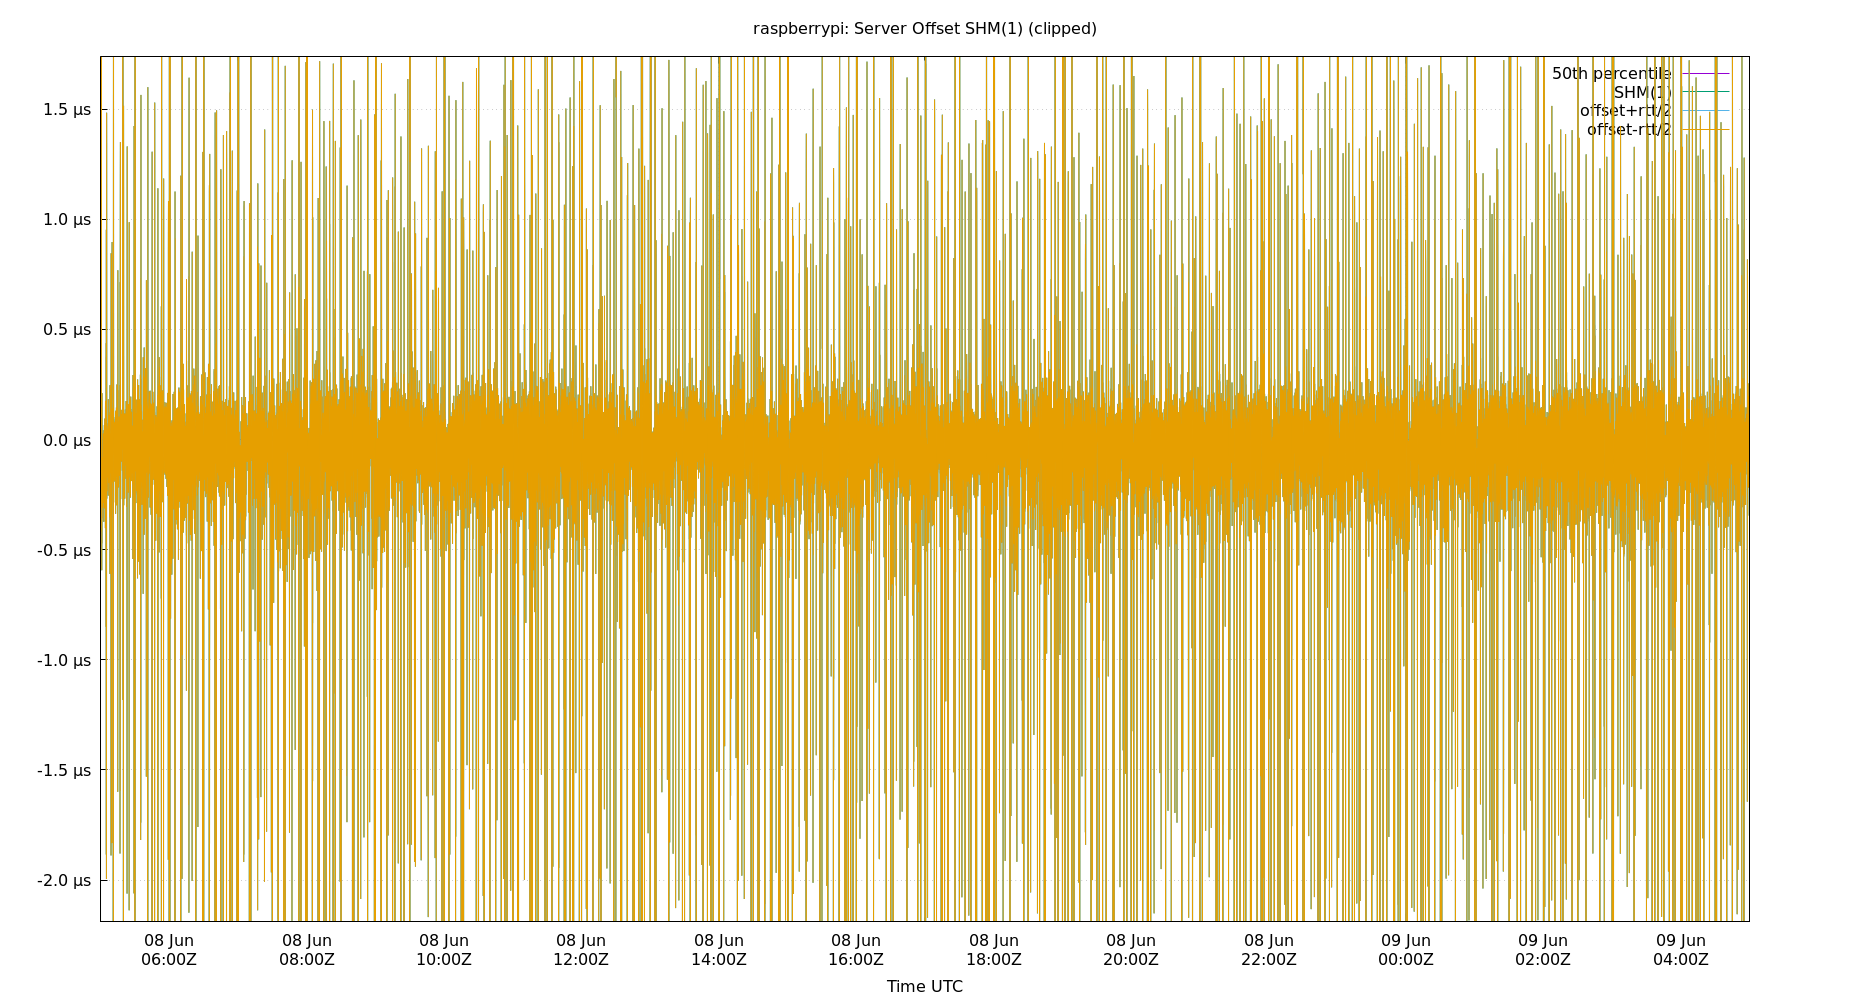 raspberrypi: Server Offset SHM(1) (clipped)
50th percentile
SHM(1)
offset+rtt/2
offset-rtt/2
1.5 µs
1.0 µs
0.5 µs
0.0 µs
-0.5 µs
-1.0 µs
-1.5 µs
-2.0 µs
08 Jun 08 Jun 08 Jun 08 Jun 08 Jun 08 Jun 08 Jun 08 Jun 08 Jun 09 Jun 09 Jun 09 Jun
06:00Z 08:00Z 10:00Z 12:00Z 14:00Z 16:00Z 18:00Z 20:00Z 22:00Z 00:00Z 02:00Z 04:00Z
Time UTC